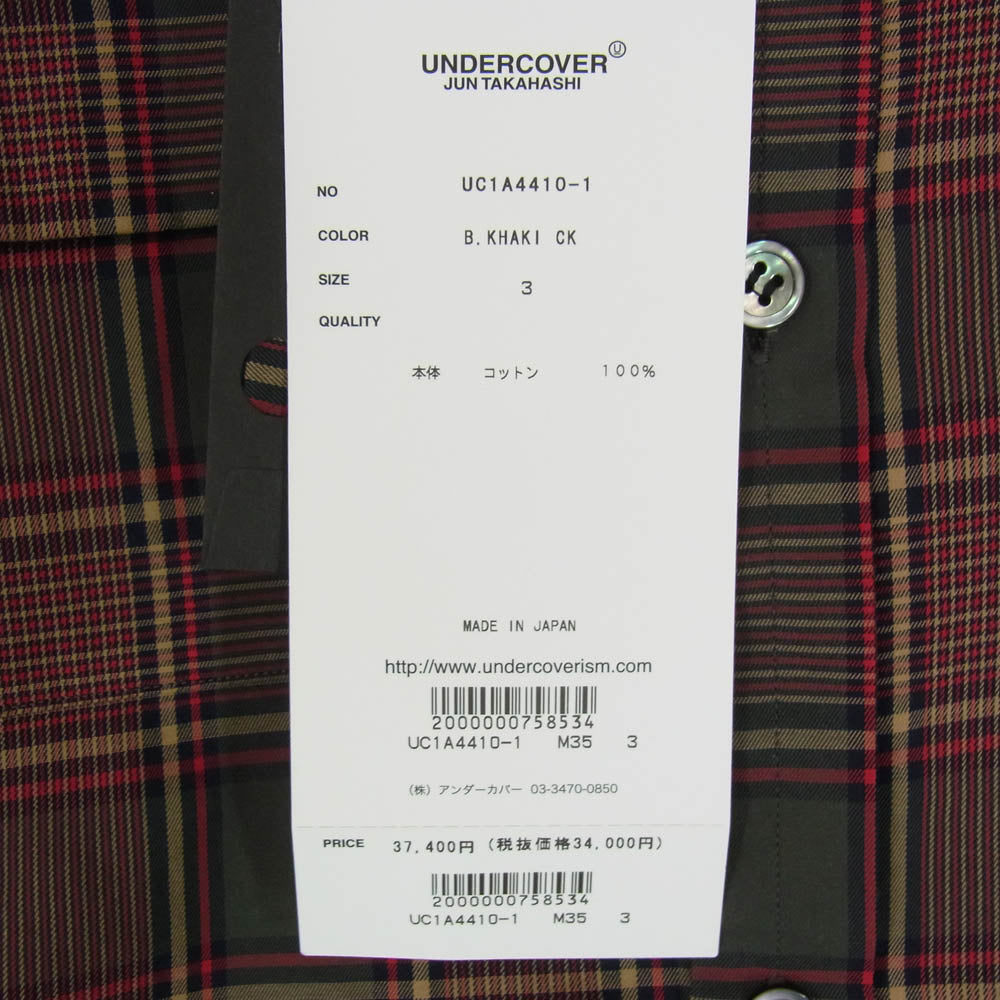 UNDERCOVER U
JUN TAKAHASHI
NO UC1A4410-1
COLOR B.KHAKI CK
SIZE 3
QUALITY
本体 コットン 100%
MADE IN JAPAN
http://www.undercoverism.com
2000000758534
UC1A4410-1 M35 3
(株) アンダーカバー 03-3470-0850
PRICE 37,400円 (税抜価格34,000円)
2000000758534
UC1A4410-1 M35 3